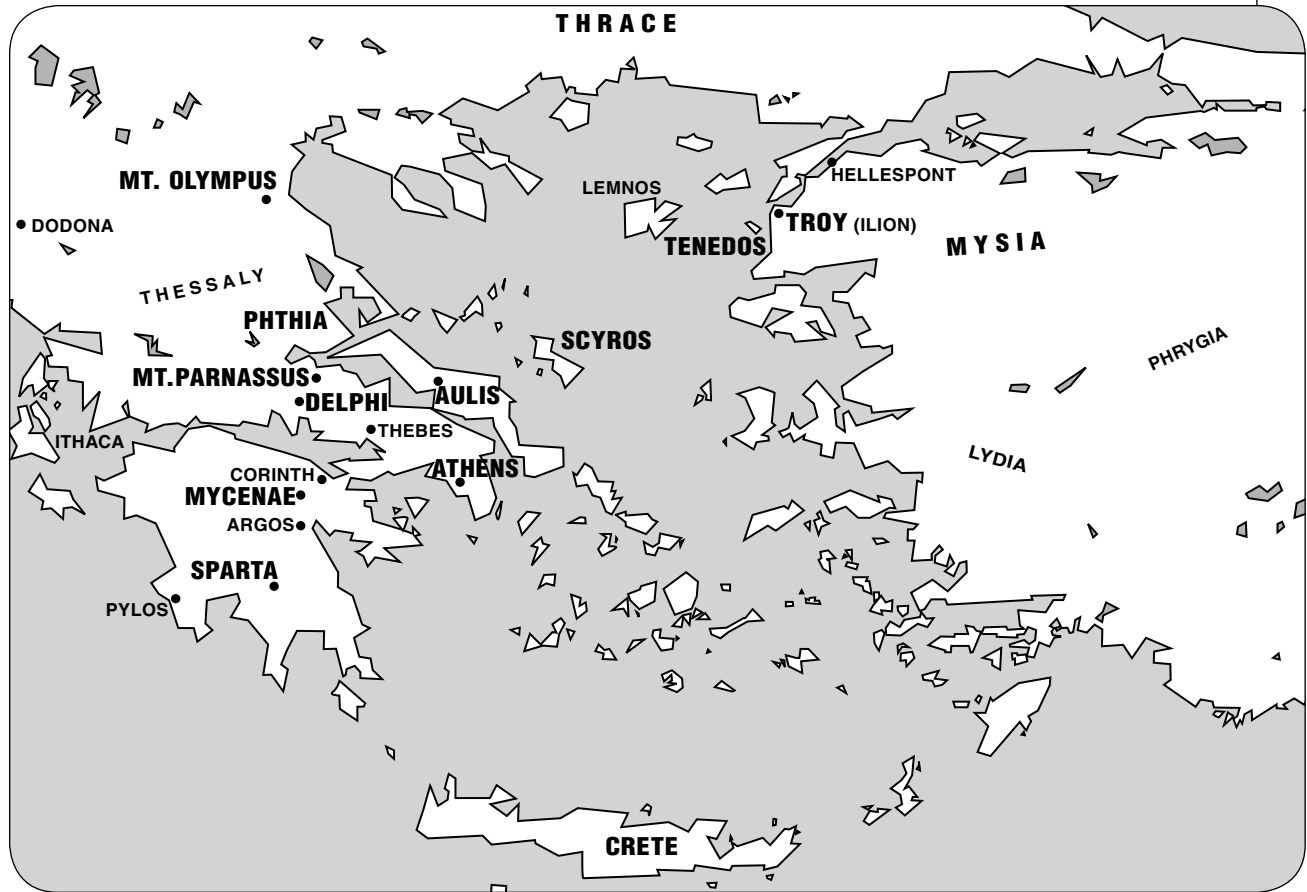 THRACE
MT. OLYMPUS
HELLESPONT
LEMNOS
DODONA
TROY (ILION)
TENEDOS
MYSIA
THESSALY
PHTHIA
SCYROS
PHRYGIA
MT.PARNASSUS
AULIS
DELPHI
THEBES
ITHACA
LYDIA
ATHENS
CORINTH
MYCENAE
ARGOS
SPARTA
PYLOS
CRETE